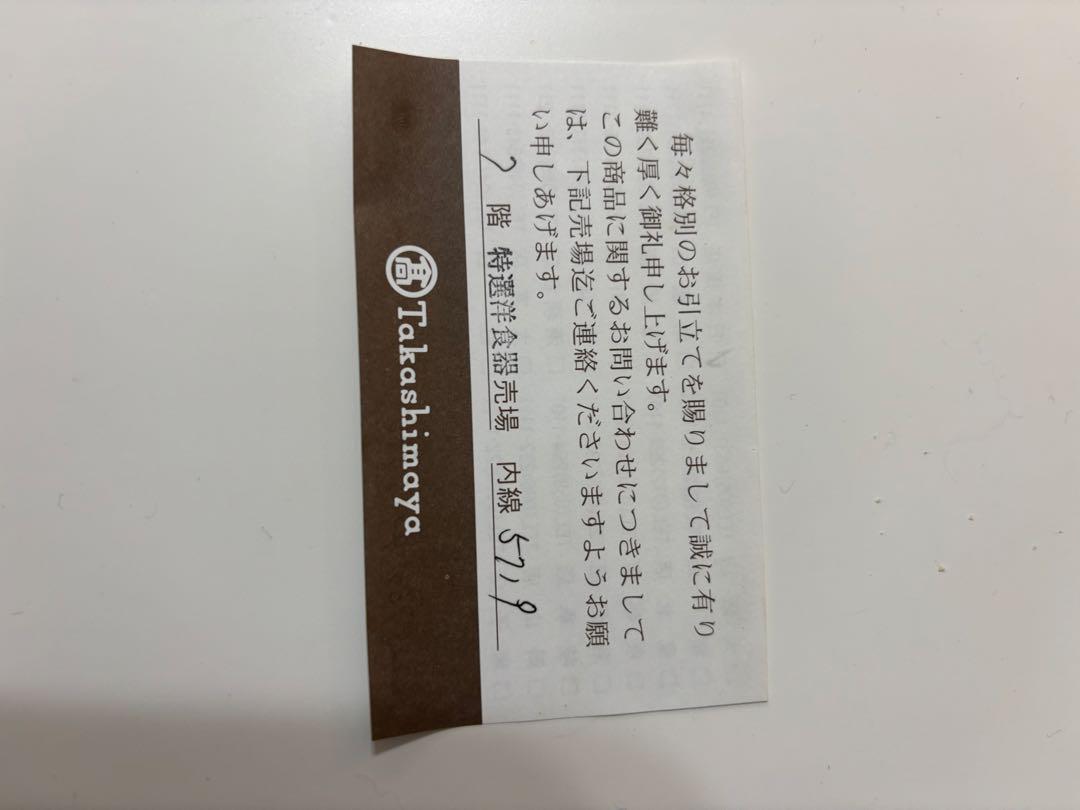 毎々格別のお引立てを賜りまして誠に有り
難く厚く御礼申し上げます。
この商品に関するお問い合わせにつきまして
は、下記売場迄ご連絡くださいますようお願
い申しあげます。
7 階 特選洋食器売場 内線 5719
髙 Takashimaya